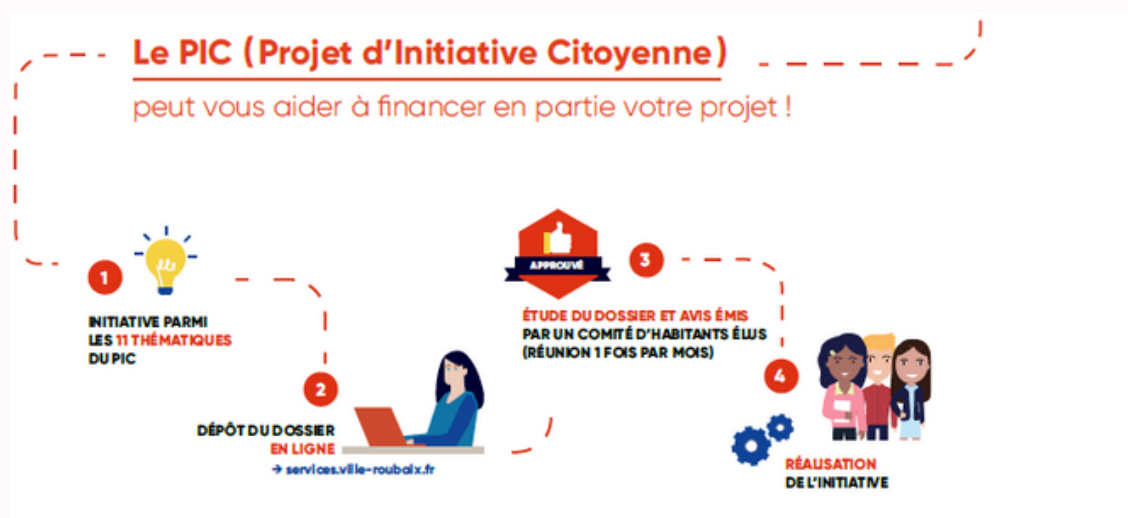 Le PIC (Projet d'Initiative Citoyenne)
peut vous aider à financer en partie votre projet !
1
INITIATIVE PARMI
LES 11 THÉMATIQUES
DU PIC
2
DÉPÔT DU DOSSIER
EN LIGNE
→ services.ville-roubaix.fr
APPROUVÉ
3
ÉTUDE DU DOSSIER ET AVIS ÉMIS
PAR UN COMITÉ D'HABITANTS ÉLUS
(RÉUNION 1 FOIS PAR MOIS)
4
RÉALISATION
DE L'INITIATIVE